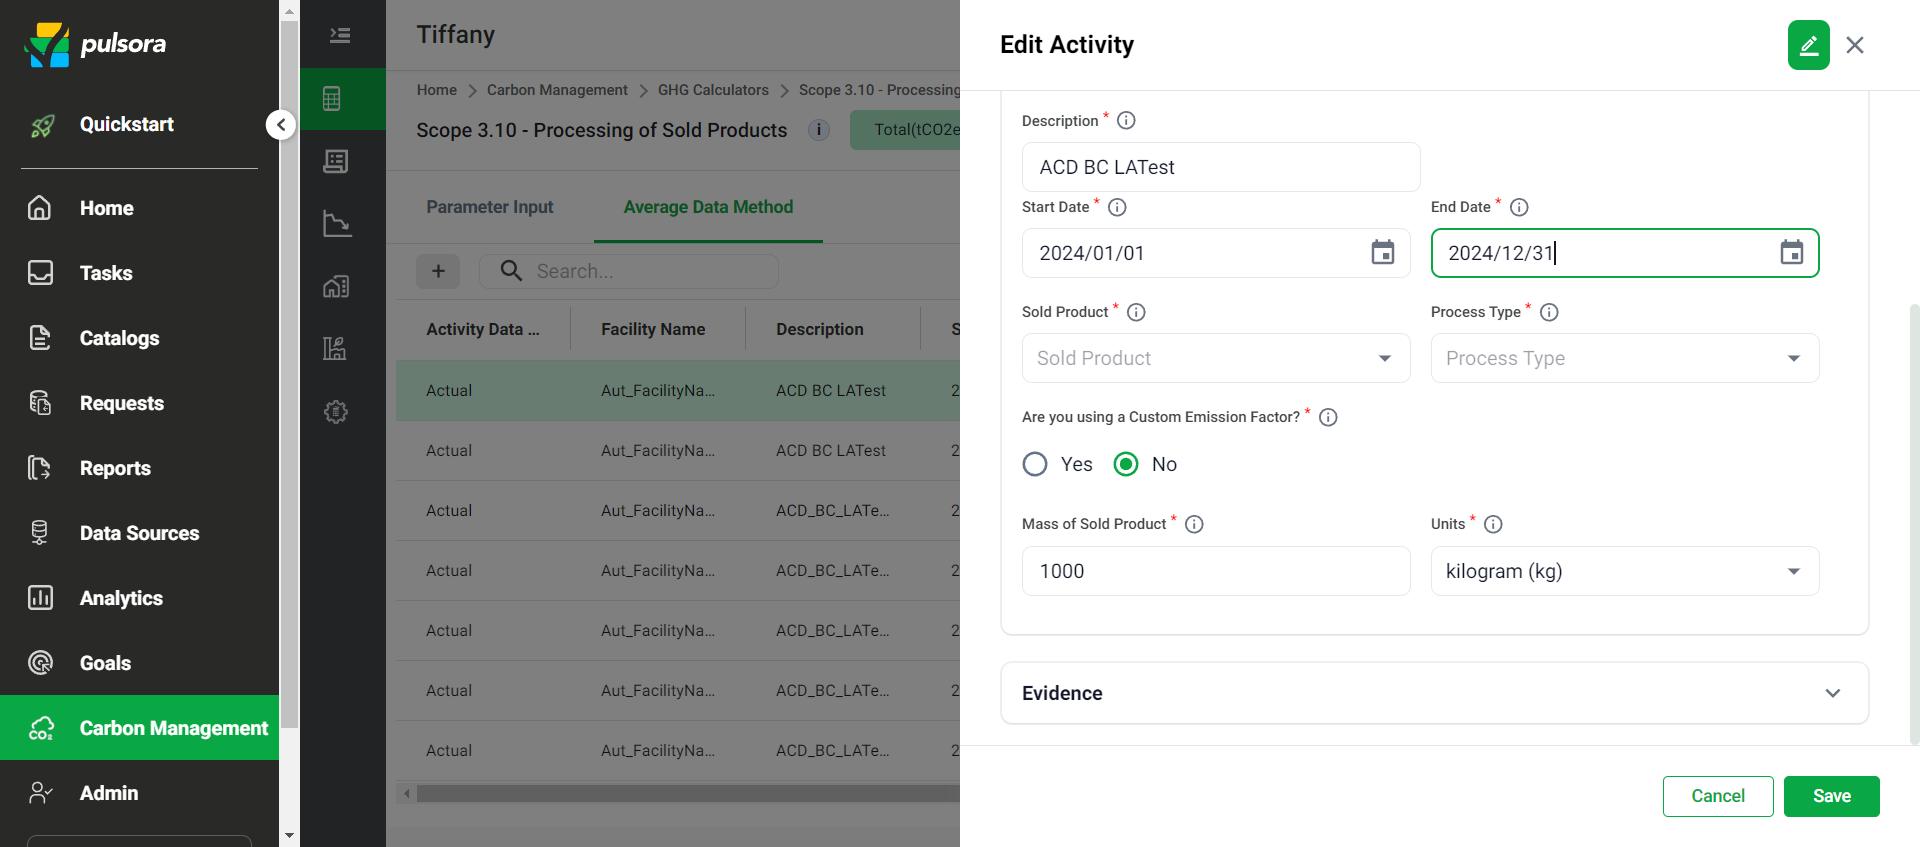 pulsora
Quickstart
Home
Tasks
Catalogs
Requests
Reports
Data Sources
Analytics
Goals
Carbon Management
Admin
Tiffany
Home > Carbon Management > GHG Calculators > Scope 3.10 - Processing
Scope 3.10 - Processing of Sold Products
Total(tCO2e
Parameter Input
Average Data Method
Search...
Activity Data ... Facility Name Description S
Actual Aut_FacilityNa... ACD BC LATest 2
Actual Aut_FacilityNa... ACD BC LATest 2
Actual Aut_FacilityNa... ACD_BC_LATe... 2
Actual Aut_FacilityNa... ACD_BC_LATe... 2
Actual Aut_FacilityNa... ACD_BC_LATe... 2
Actual Aut_FacilityNa... ACD_BC_LATe... 2
Actual Aut_FacilityNa... ACD_BC_LATe...
Edit Activity
Description *
ACD BC LATest
Start Date * End Date *
2024/01/01 2024/12/31
Sold Product * Process Type *
Sold Product Process Type
Are you using a Custom Emission Factor? *
Yes No
Mass of Sold Product * Units *
1000 kilogram (kg)
Evidence
Cancel Save